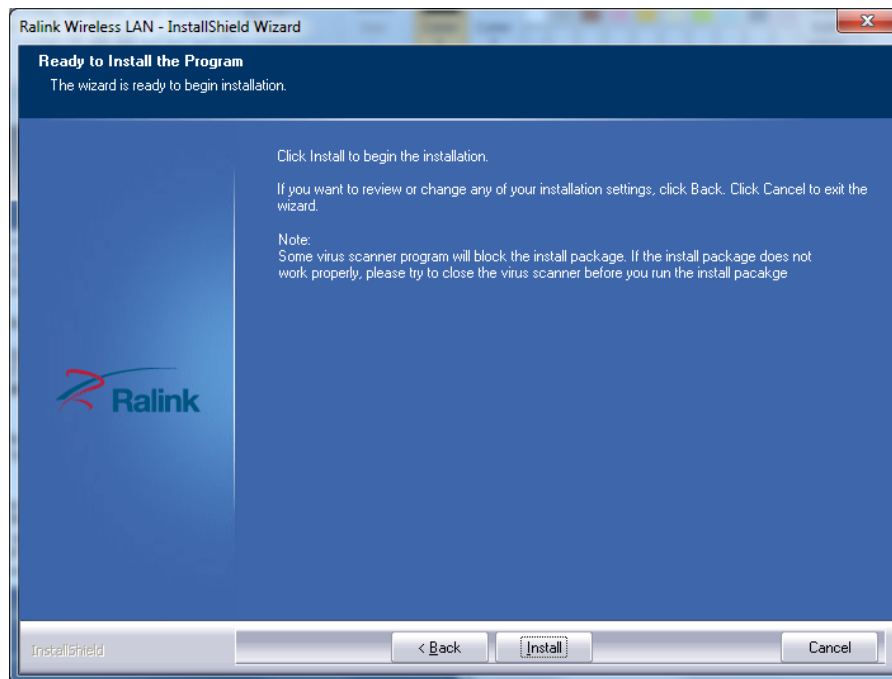 Ralink Wireless LAN - InstallShield Wizard
Ready to Install the Program
The wizard is ready to begin installation.
Click Install to begin the installation.
If you want to review or change any of your installation settings, click Back. Click Cancel to exit the
wizard.
Note:
Some virus scanner program will block the install package. If the install package does not
work properly, please try to close the virus scanner before you run the install pacakge
Ralink
InstallShield
< Back
Install
Cancel